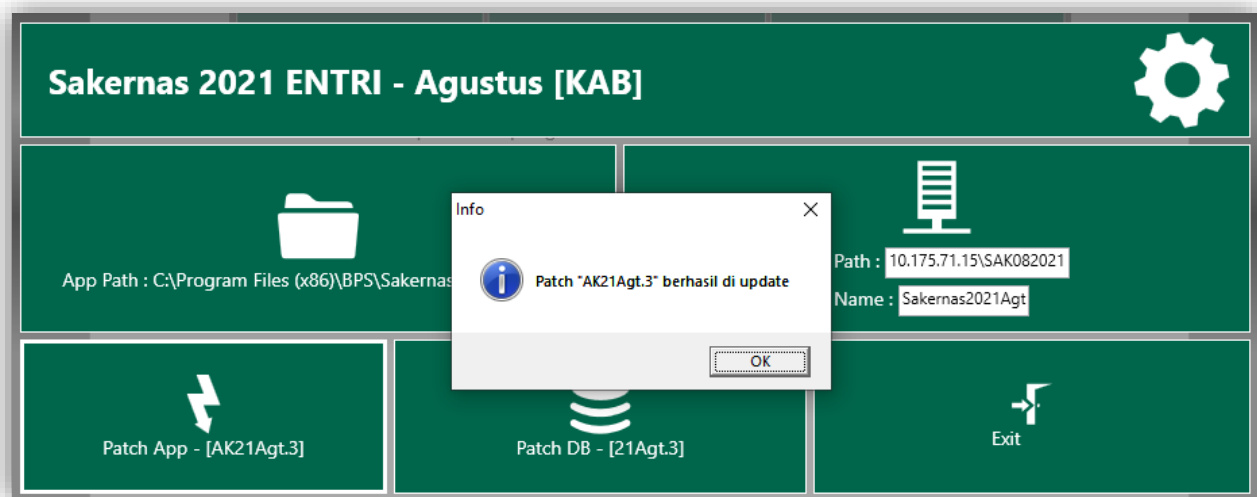 Sakernas 2021 ENTRI - Agustus [KAB]
Info
App Path : C:\Program Files (x86)\BPS\Sakernas
Patch "AK21Agt.3" berhasil di update
OK
Path : 10.175.71.15\SAK082021
Name : Sakernas2021Agt
Patch App - [AK21Agt.3]
Patch DB - [21Agt.3]
Exit